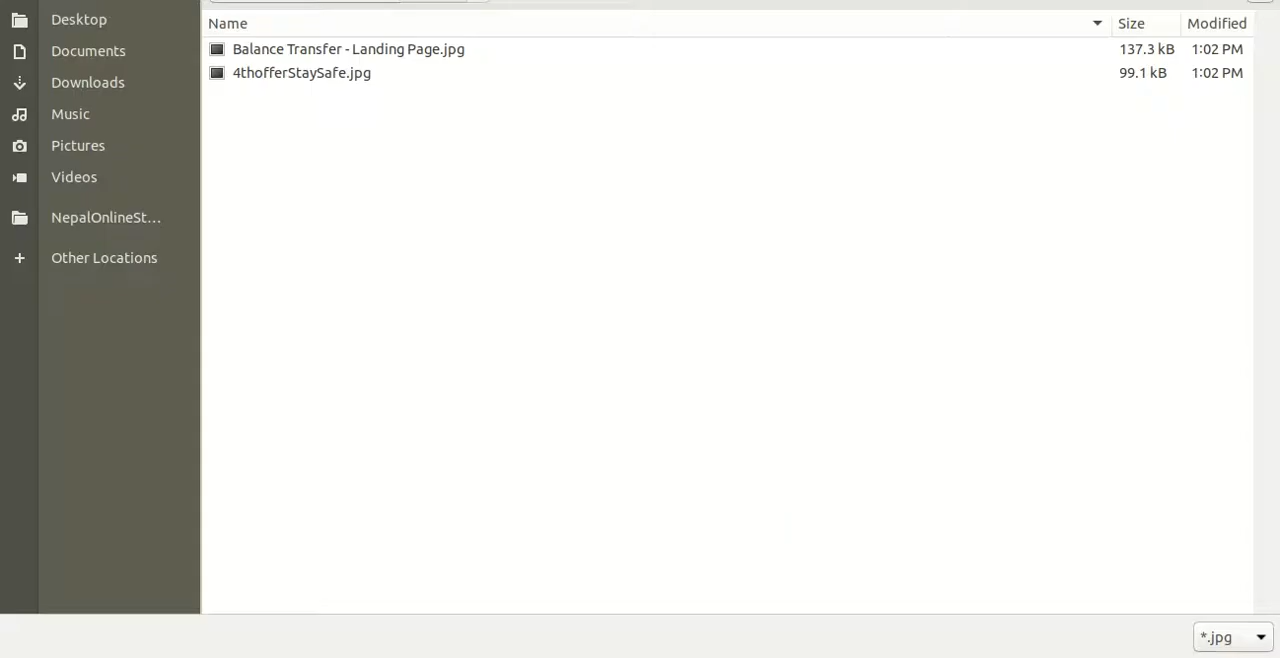 Desktop
Documents
Downloads
Music
Pictures
Videos
NepalOnlineSt...
Other Locations
Name Size Modified
Balance Transfer - Landing Page.jpg 137.3 kB 1:02 PM
4thofferStaySafe.jpg 99.1 kB 1:02 PM
*.jpg